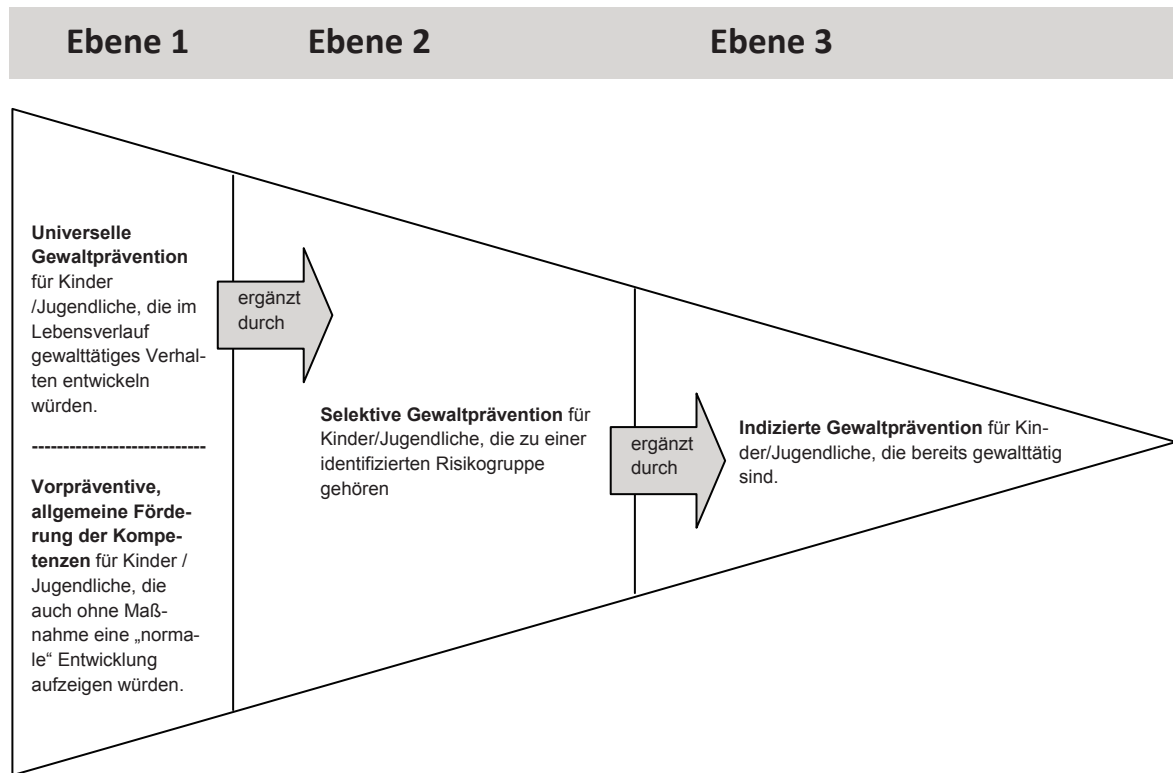 Ebene 1 Ebene 2 Ebene 3
Universelle
Gewaltprävention
für Kinder
/Jugendliche, die im
Lebensverlauf
gewalttätiges Verhal-
ten entwickeln
würden.
---------------------------
Vorpräventive,
allgemeine Förde-
rung der Kompe-
tenzen für Kinder /
Jugendliche, die
auch ohne Maß-
nahme eine „norma-
le“ Entwicklung
aufzeigen würden.
ergänzt
durch
Selektive Gewaltprävention für
Kinder/Jugendliche, die zu einer
identifizierten Risikogruppe
gehören
ergänzt
durch
Indizierte Gewaltprävention für Kin-
der/Jugendliche, die bereits gewalttätig
sind.